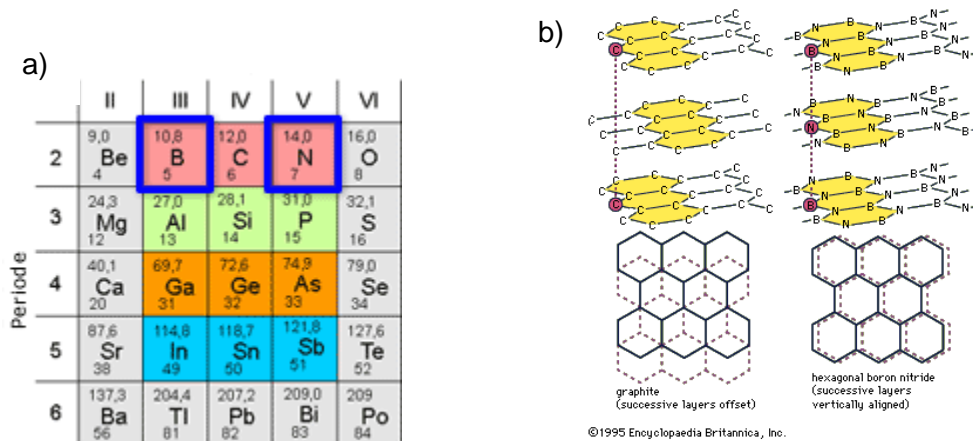 a)
II III IV V VI
Periode
2
9,0 10,8 12,0 14,0 16,0
Be B C N O
4 5 6 7 8
3
24,3 27,0 28,1 31,0 32,1
Mg Al Si P S
12 13 14 15 16
4
40,1 69,7 72,6 74,9 79,0
Ca Ga Ge As Se
20 31 32 33 34
5
87,6 114,8 118,7 121,8 127,6
Sr In Sn Sb Te
38 49 50 51 52
6
137,3 204,4 207,2 209,0 209
Ba Tl Pb Bi Po
56 81 82 83 84
b)
C
C
B
N
B
graphite
(successive layers offset)
hexagonal boron nitride
(successive layers
vertically aligned)
©1995 Encyclopaedia Britannica, Inc.